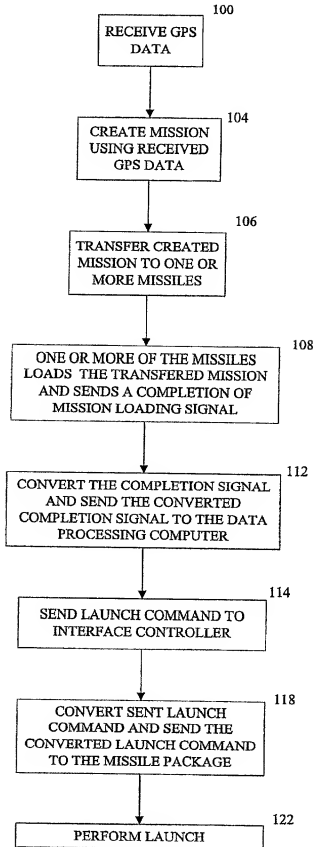 100
RECEIVE GPS
DATA
104
CREATE MISSION
USING RECEIVED
GPS DATA
106
TRANSFER CREATED
MISSION TO ONE OR
MORE MISSILES
108
ONE OR MORE OF THE MISSILES
LOADS THE TRANSFERED MISSION
AND SENDS A COMPLETION OF
MISSION LOADING SIGNAL
112
CONVERT THE COMPLETION SIGNAL
AND SEND THE CONVERTED
COMPLETION SIGNAL TO THE DATA
PROCESSING COMPUTER
114
SEND LAUNCH COMMAND TO
INTERFACE CONTROLLER
118
CONVERT SENT LAUNCH
COMMAND AND SEND THE
CONVERTED LAUNCH COMMAND
TO THE MISSILE PACKAGE
122
PERFORM LAUNCH